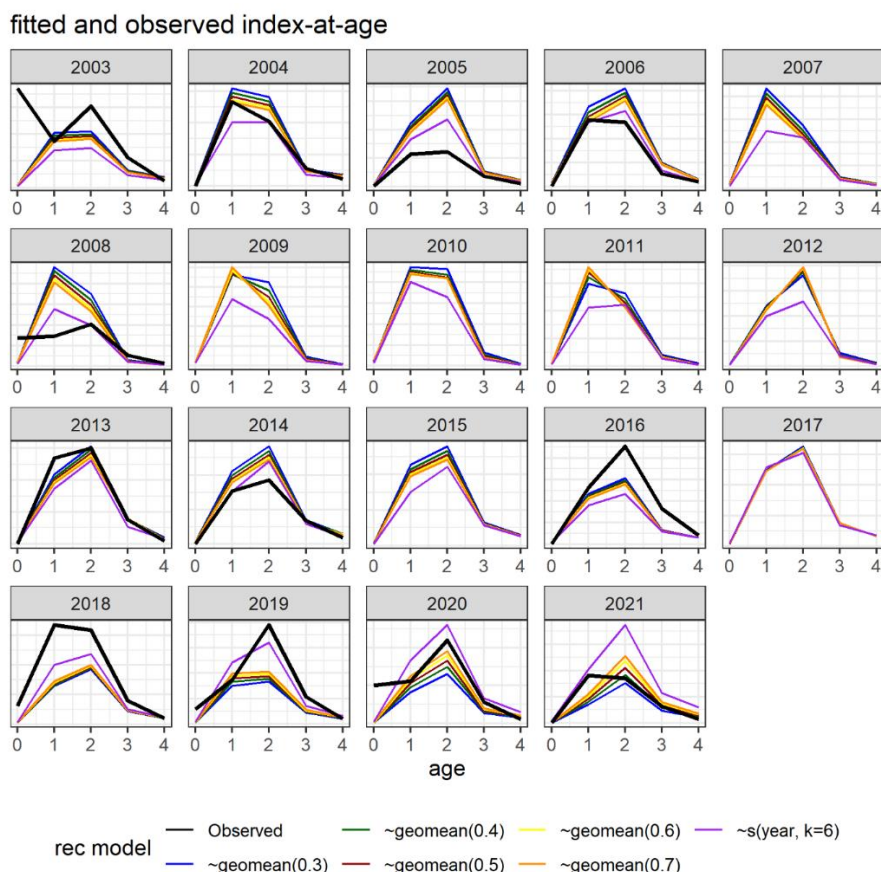 fitted and observed index-at-age
2003 2004 2005 2006 2007
0 1 2 3 4 0 1 2 3 4 0 1 2 3 4 0 1 2 3 4 0 1 2 3 4
2008 2009 2010 2011 2012
0 1 2 3 4 0 1 2 3 4 0 1 2 3 4 0 1 2 3 4 0 1 2 3 4
2013 2014 2015 2016 2017
0 1 2 3 4 0 1 2 3 4 0 1 2 3 4 0 1 2 3 4 0 1 2 3 4
2018 2019 2020 2021
0 1 2 3 4 0 1 2 3 4 0 1 2 3 4 0 1 2 3 4
age
rec model
Observed ~geomean(0.4) ~geomean(0.6) ~s(year, k=6)
~geomean(0.3) ~geomean(0.5) ~geomean(0.7)